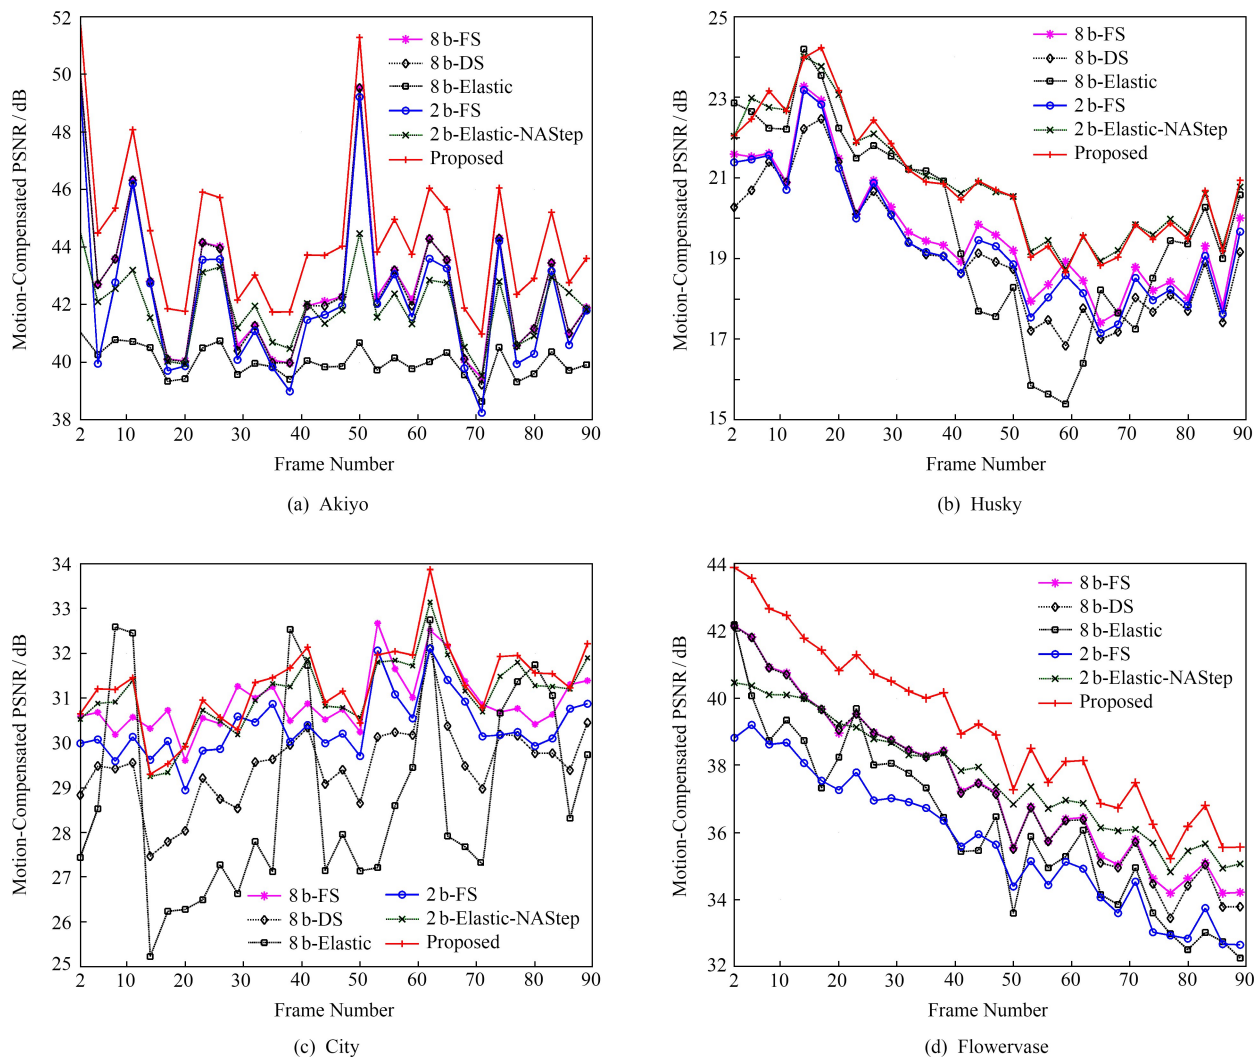 52
50
48
46
44
42
40
38
2
10
20
30
40
50
60
70
80
90
Motion-Compensated PSNR / dB
Frame Number
8 b-FS
8 b-DS
8 b-Elastic
2 b-FS
2 b-Elastic-NAStep
Proposed
(a) Akiyo
25
23
21
19
17
15
2
10
20
30
40
50
60
70
80
90
Motion-Compensated PSNR / dB
Frame Number
8 b-FS
8 b-DS
8 b-Elastic
2 b-FS
2 b-Elastic-NAStep
Proposed
(b) Husky
34
33
32
31
30
29
28
27
26
25
2
10
20
30
40
50
60
70
80
90
Motion-Compensated PSNR / dB
Frame Number
8 b-FS
8 b-DS
8 b-Elastic
2 b-FS
2 b-Elastic-NAStep
Proposed
(c) City
44
42
40
38
36
34
32
2
10
20
30
40
50
60
70
80
90
Motion-Compensated PSNR / dB
Frame Number
8 b-FS
8 b-DS
8 b-Elastic
2 b-FS
2 b-Elastic-NAStep
Proposed
(d) Flowervase